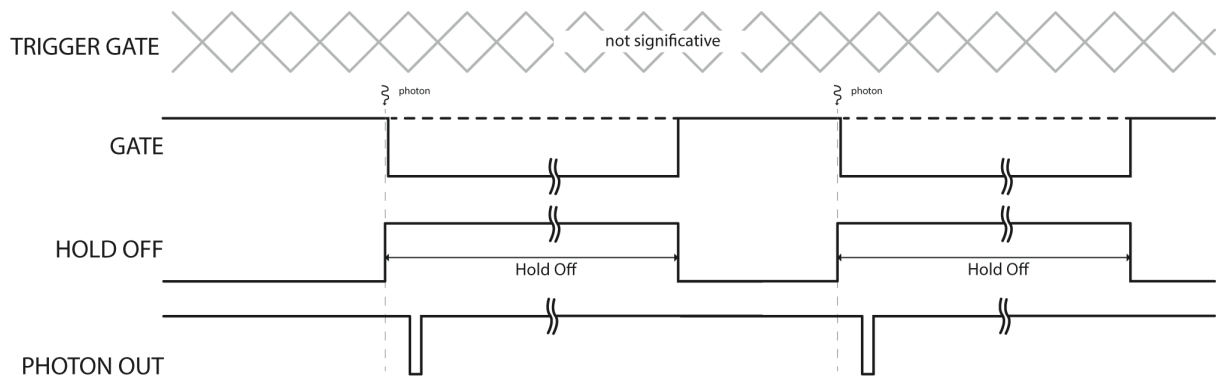 TRIGGER GATE
not significative
photon
photon
GATE
HOLD OFF
Hold Off
Hold Off
PHOTON OUT